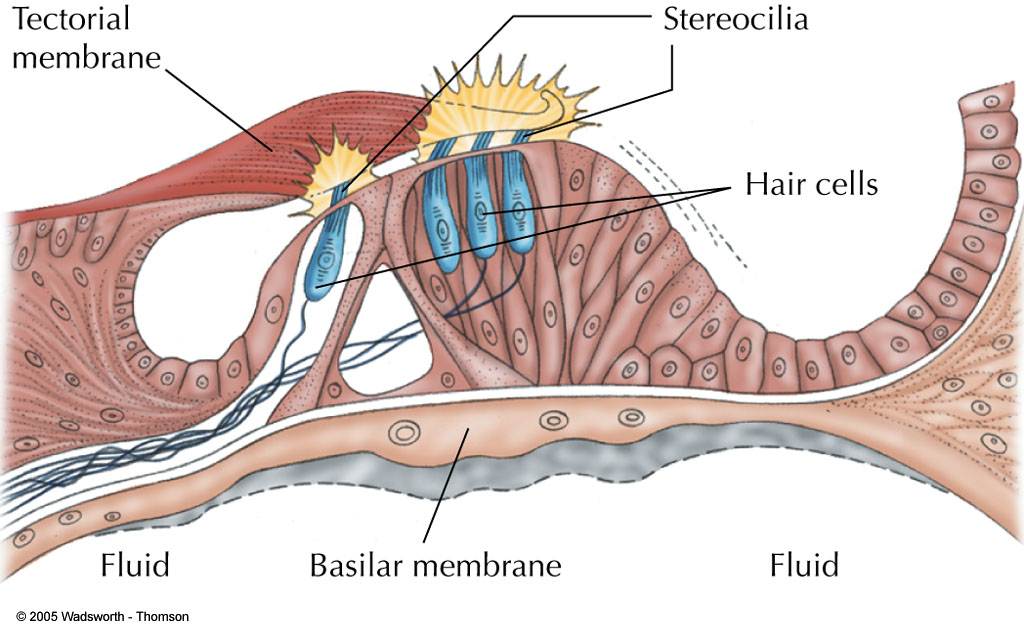 Tectorial
membrane
Stereocilia
Hair cells
Fluid
Basilar membrane
Fluid
© 2005 Wadsworth - Thomson